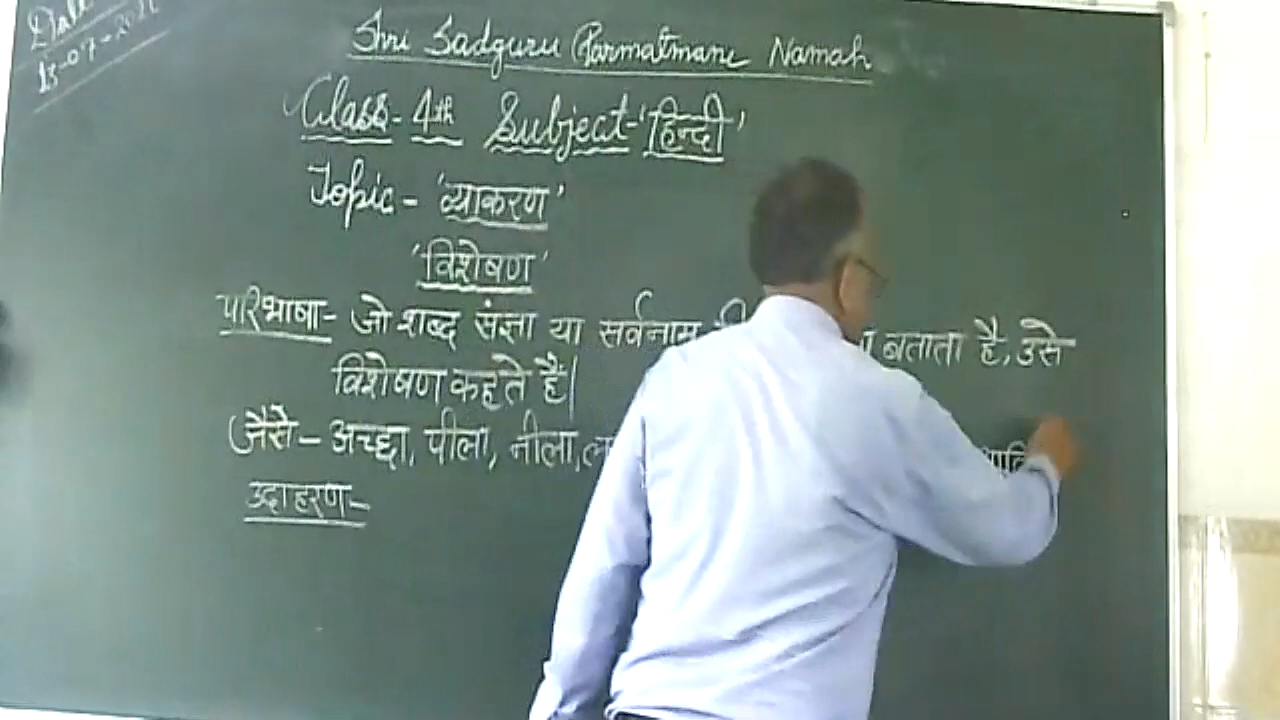 Date
13-07-2021
Shri Sadguru Parmatmane Namah
Class- 4th Subject-'हिन्दी'
Topic - 'व्याकरण'
'विशेषण'
परिभाषा- जो शब्द संज्ञा या सर्वनाम बताता है, उसे
विशेषण कहते हैं|
जैसे- अच्छा, पीला, नीला,
उदाहरण-